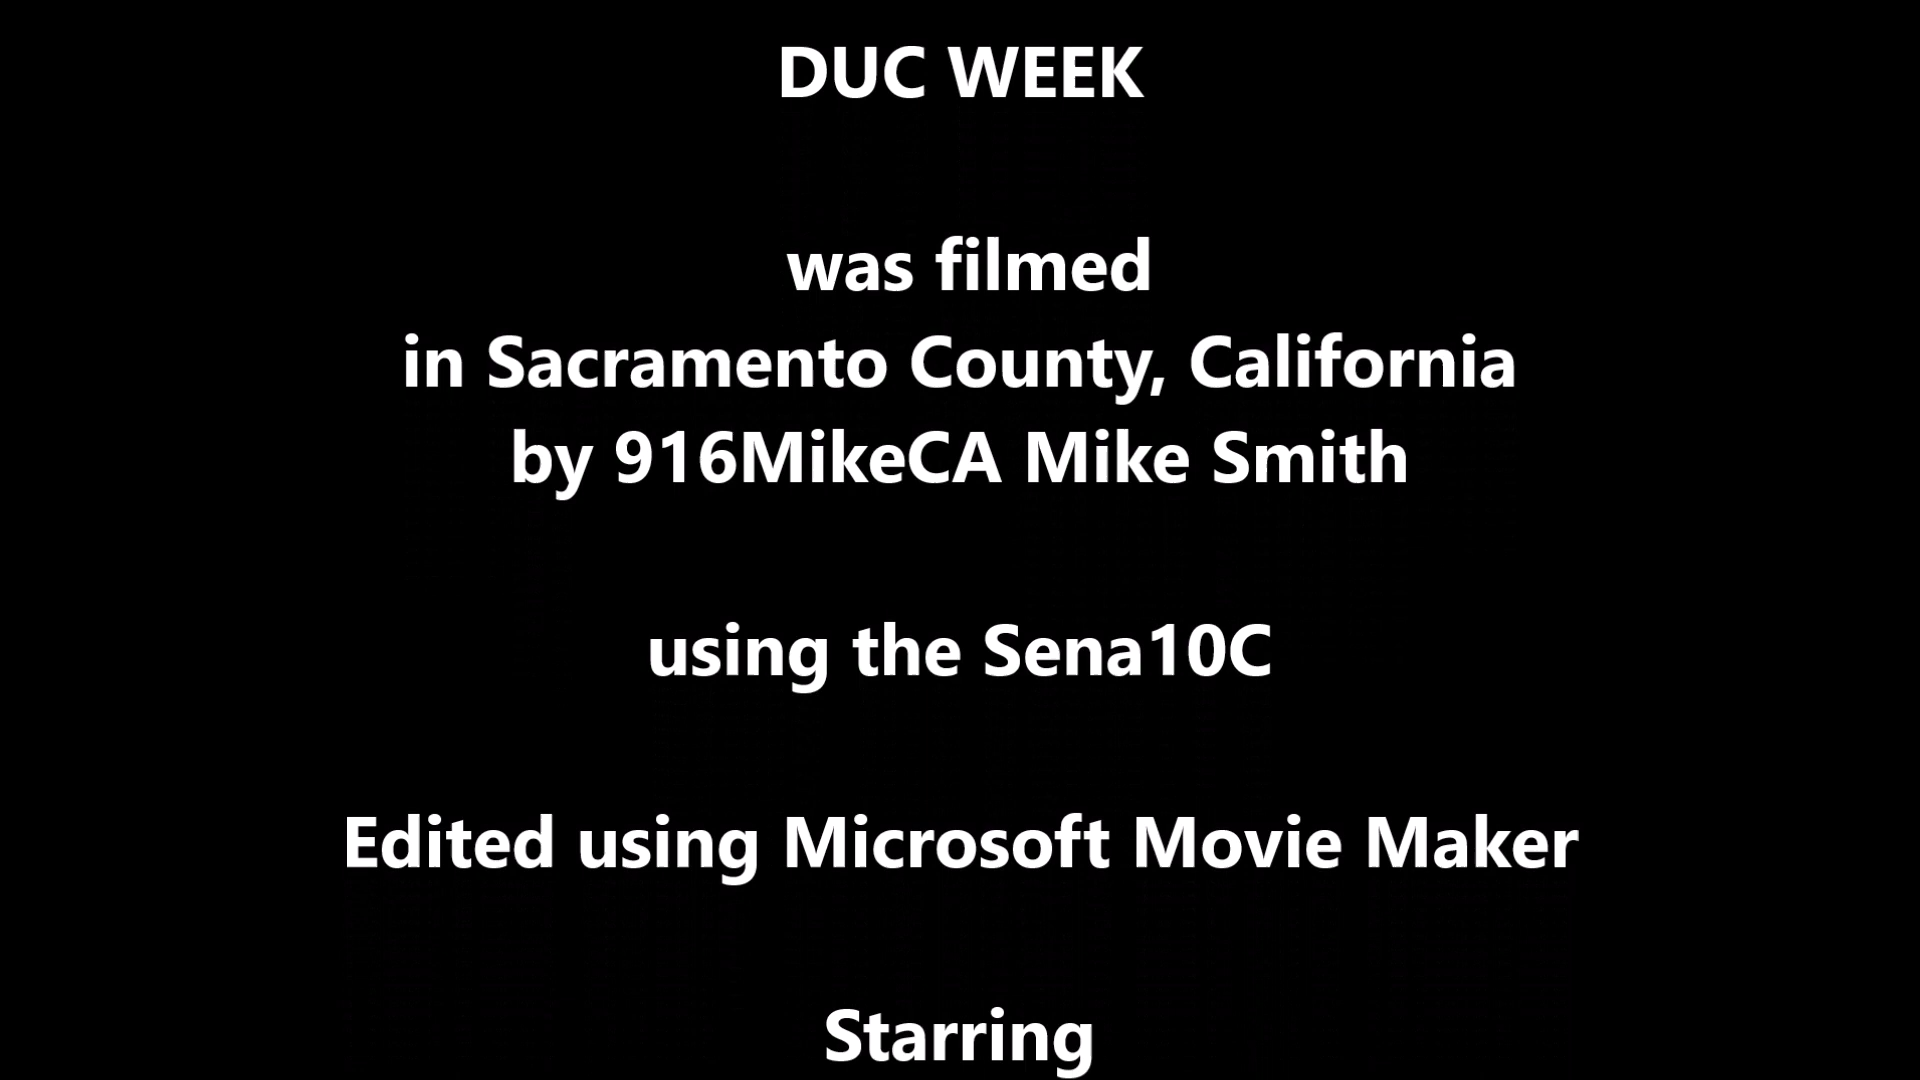 DUC WEEK
was filmed
in Sacramento County, California
by 916MikeCA Mike Smith
using the Sena10C
Edited using Microsoft Movie Maker
Starring